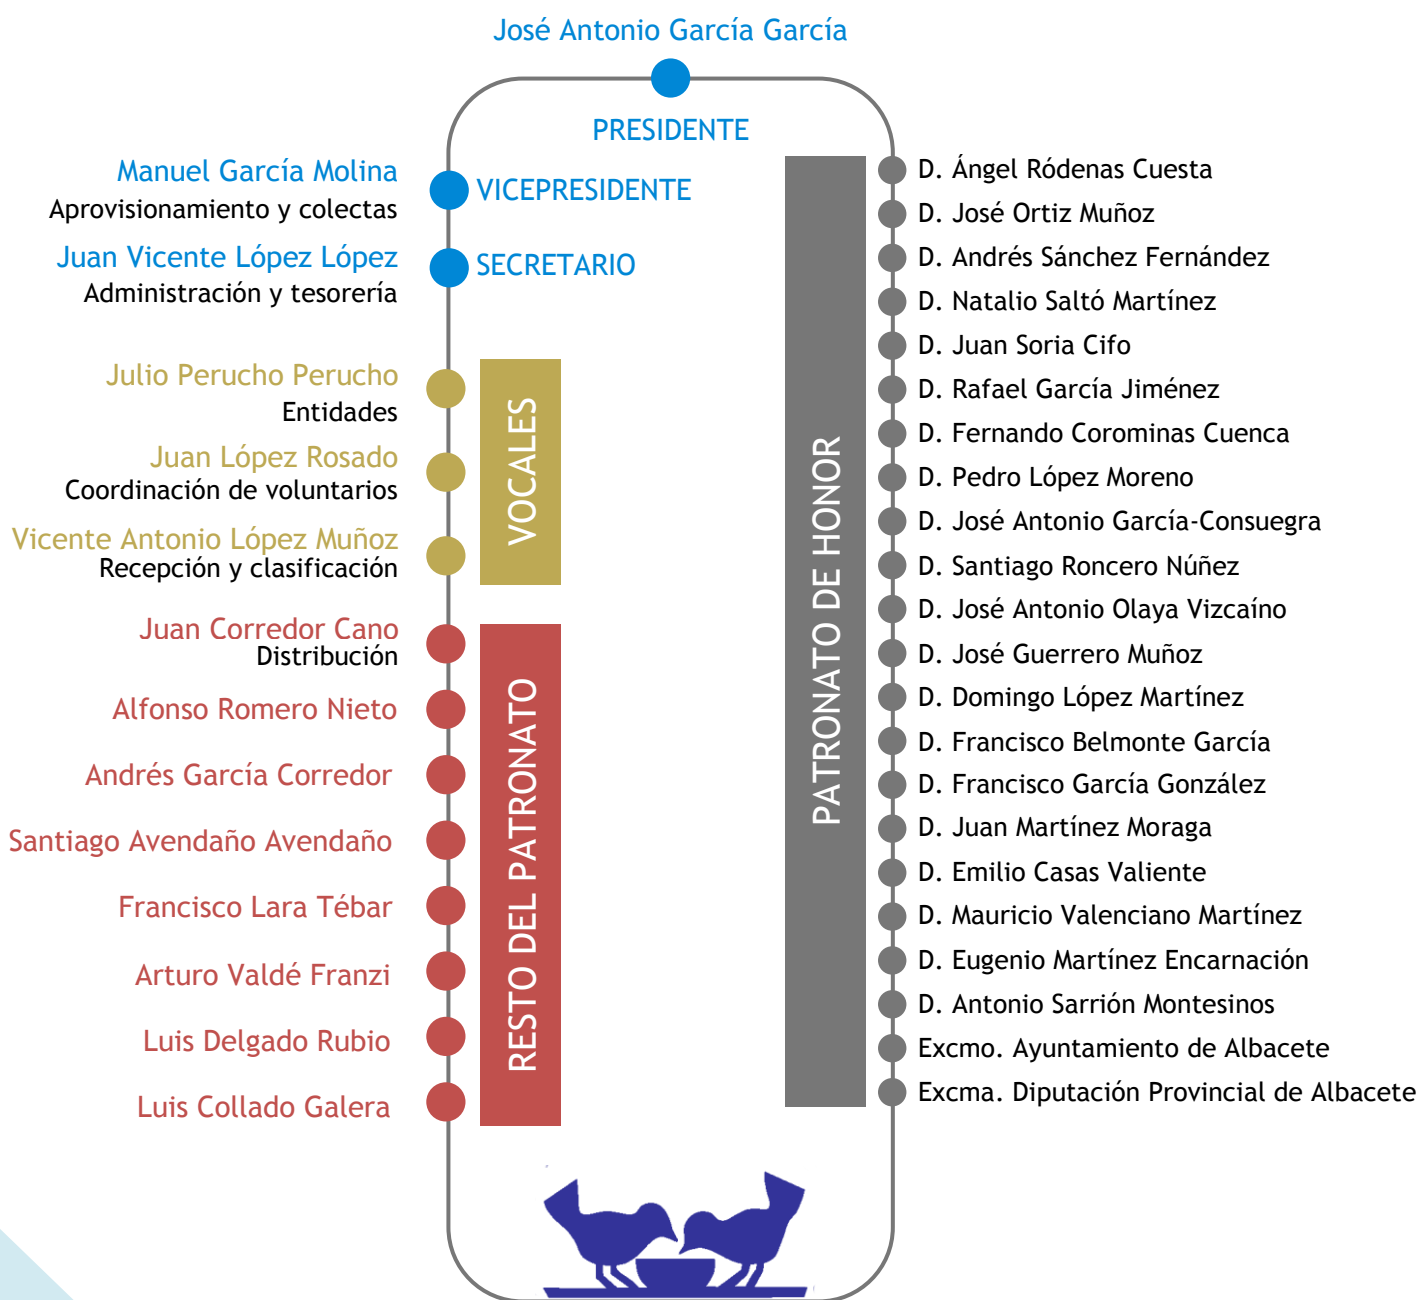 José Antonio García García
PRESIDENTE
Manuel García Molina
Aprovisionamiento y colectas
VICEPRESIDENTE
Juan Vicente López López
Administración y tesorería
SECRETARIO
Julio Perucho Perucho
Entidades
Juan López Rosado
Coordinación de voluntarios
Vicente Antonio López Muñoz
Recepción y clasificación
VOCALES
Juan Corredor Cano
Distribución
Alfonso Romero Nieto
Andrés García Corredor
Santiago Avendaño Avendaño
Francisco Lara Tébar
Arturo Valdé Franzi
Luis Delgado Rubio
Luis Collado Galera
RESTO DEL PATRONATO
PATRONATO DE HONOR
D. Ángel Ródenas Cuesta
D. José Ortiz Muñoz
D. Andrés Sánchez Fernández
D. Natalio Saltó Martínez
D. Juan Soria Cifo
D. Rafael García Jiménez
D. Fernando Corominas Cuenca
D. Pedro López Moreno
D. José Antonio García-Consuegra
D. Santiago Roncero Núñez
D. José Antonio Olaya Vizcaíno
D. José Guerrero Muñoz
D. Domingo López Martínez
D. Francisco Belmonte García
D. Francisco García González
D. Juan Martínez Moraga
D. Emilio Casas Valiente
D. Mauricio Valenciano Martínez
D. Eugenio Martínez Encarnación
D. Antonio Sarrión Montesinos
Excmo. Ayuntamiento de Albacete
Excma. Diputación Provincial de Albacete